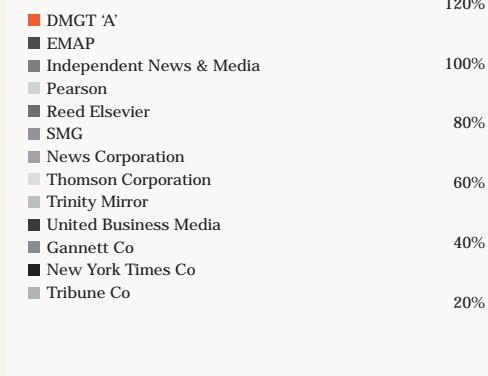 DMGT ‘A’
EMAP
Independent News & Media
Pearson
Reed Elsevier
SMG
News Corporation
Thomson Corporation
Trinity Mirror
United Business Media
Gannett Co
New York Times Co
Tribune Co
120%
100%
80%
60%
40%
20%